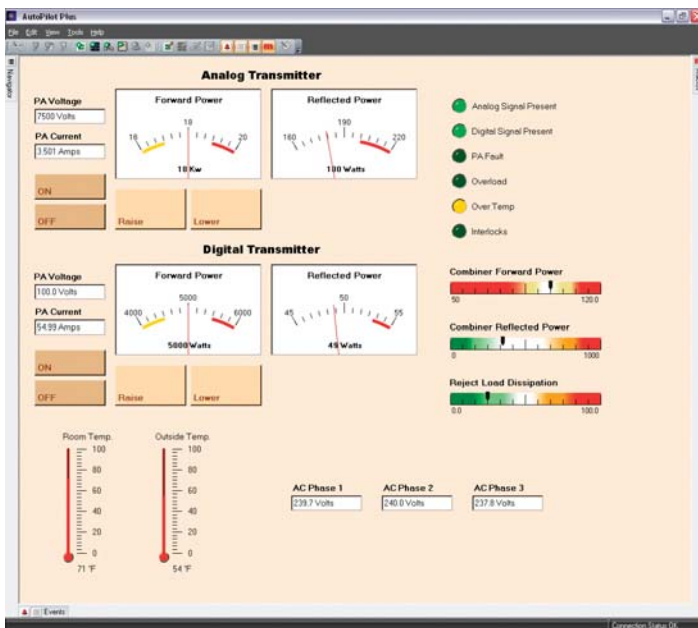 AutoPilot Plus
File Edit View Tools Help
Navigator
Analog Transmitter
PA Voltage
7500 Volts
PA Current
3.501 Amps
ON
OFF
Forward Power
16 18 20
18 Kw
Reflected Power
160 190 220
180 Watts
Raise
Lower
Analog Signal Present
Digital Signal Present
PA Fault
Overload
Over Temp
Interlocks
Digital Transmitter
PA Voltage
100.0 Volts
PA Current
54.99 Amps
ON
OFF
Forward Power
4000 5000 6000
5000 Watts
Reflected Power
45 50 55
49 Watts
Raise
Lower
Combiner Forward Power
50 120.0
Combiner Reflected Power
0 1000
Reject Load Dissipation
0.0 100.0
Room Temp.
100
80
60
40
20
0
71 °F
Outside Temp.
100
80
60
40
20
0
54 °F
AC Phase 1
239.7 Volts
AC Phase 2
240.0 Volts
AC Phase 3
237.8 Volts
Events
Connection Status: OK